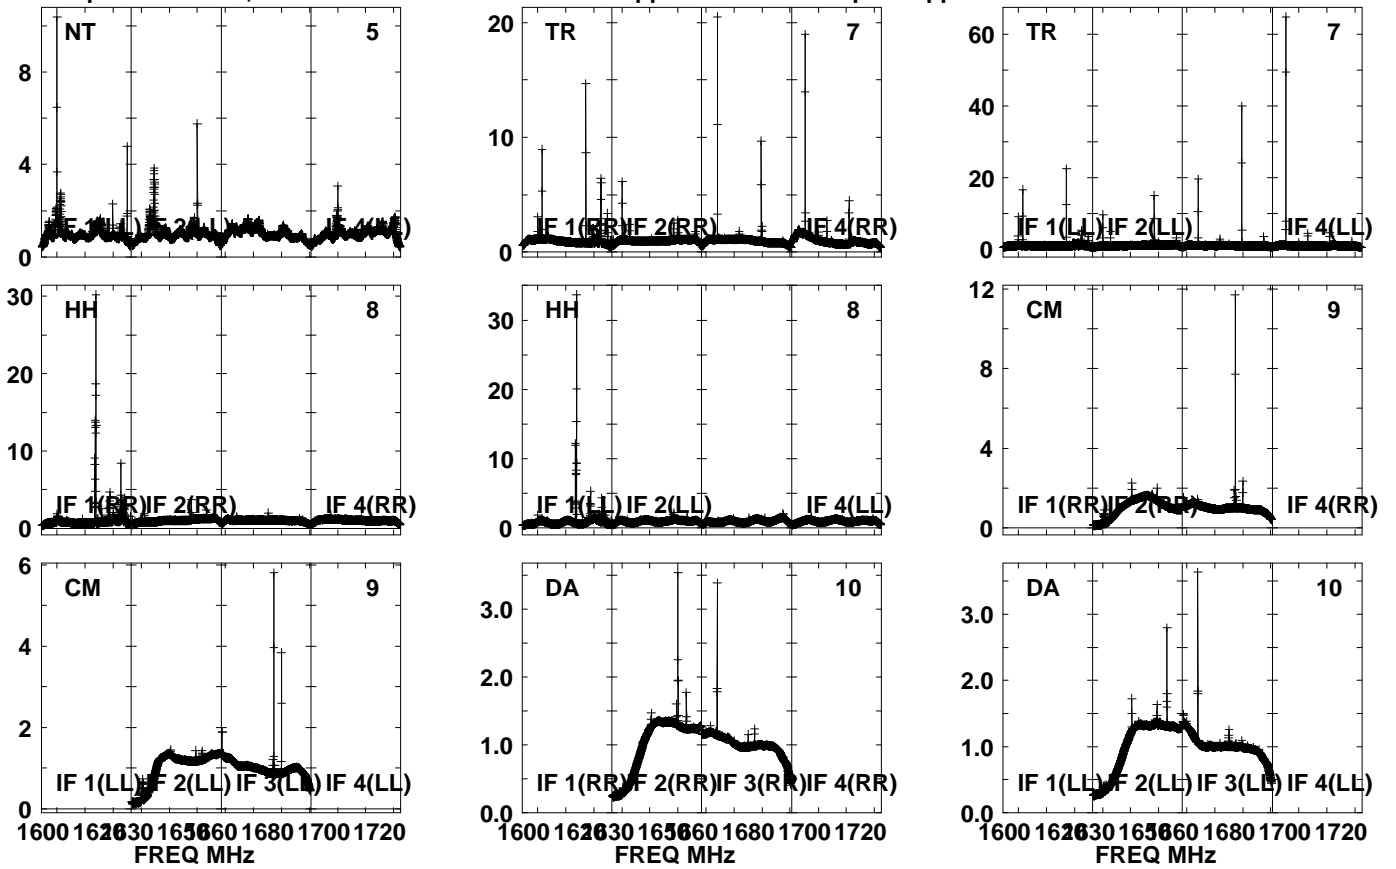 NT 5
8
4
0
IF 1(LL) IF 2(LL) IF 4(LL)
TR 7
20
10
0
IF 1(RR) IF 2(RR) IF 4(RR)
TR 7
60
40
20
0
IF 1(LL) IF 2(LL) IF 4(LL)
HH 8
30
20
10
0
IF 1(RR) IF 2(RR) IF 4(RR)
HH 8
30
20
10
0
IF 1(LL) IF 2(LL) IF 4(LL)
CM 9
12
8
4
0
IF 1(RR) IF 2(RR) IF 4(RR)
CM 9
6
4
2
0
IF 1(LL) IF 2(LL) IF 3(LL) IF 4(LL)
1600 1620 1630 1650 1660 1680 1700 1720
FREQ MHz
DA 10
3.0
2.0
1.0
0.0
IF 1(RR) IF 2(RR) IF 3(RR) IF 4(RR)
1600 1620 1630 1650 1660 1680 1700 1720
FREQ MHz
DA 10
3.0
2.0
1.0
0.0
IF 1(LL) IF 2(LL) IF 3(LL) IF 4(LL)
1600 1620 1630 1650 1660 1680 1700 1720
FREQ MHz